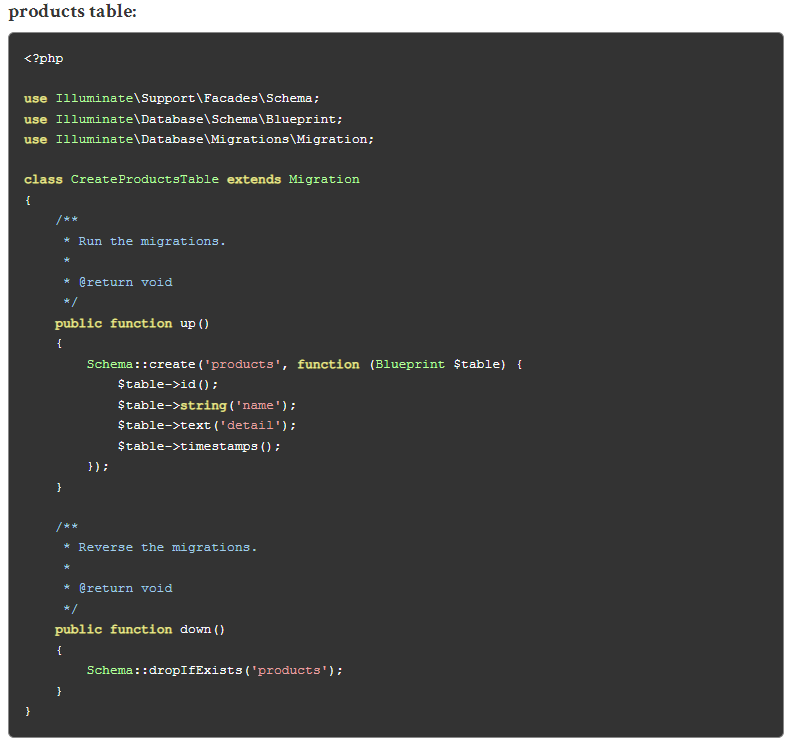 products table:
<?php
use Illuminate\Support\Facades\Schema;
use Illuminate\Database\Schema\Blueprint;
use Illuminate\Database\Migrations\Migration;
class CreateProductsTable extends Migration
{
    /**
     * Run the migrations.
     *
     * @return void
     */
    public function up()
    {
        Schema::create('products', function (Blueprint $table) {
            $table->id();
            $table->string('name');
            $table->text('detail');
            $table->timestamps();
        });
    }
    /**
     * Reverse the migrations.
     *
     * @return void
     */
    public function down()
    {
        Schema::dropIfExists('products');
    }
}